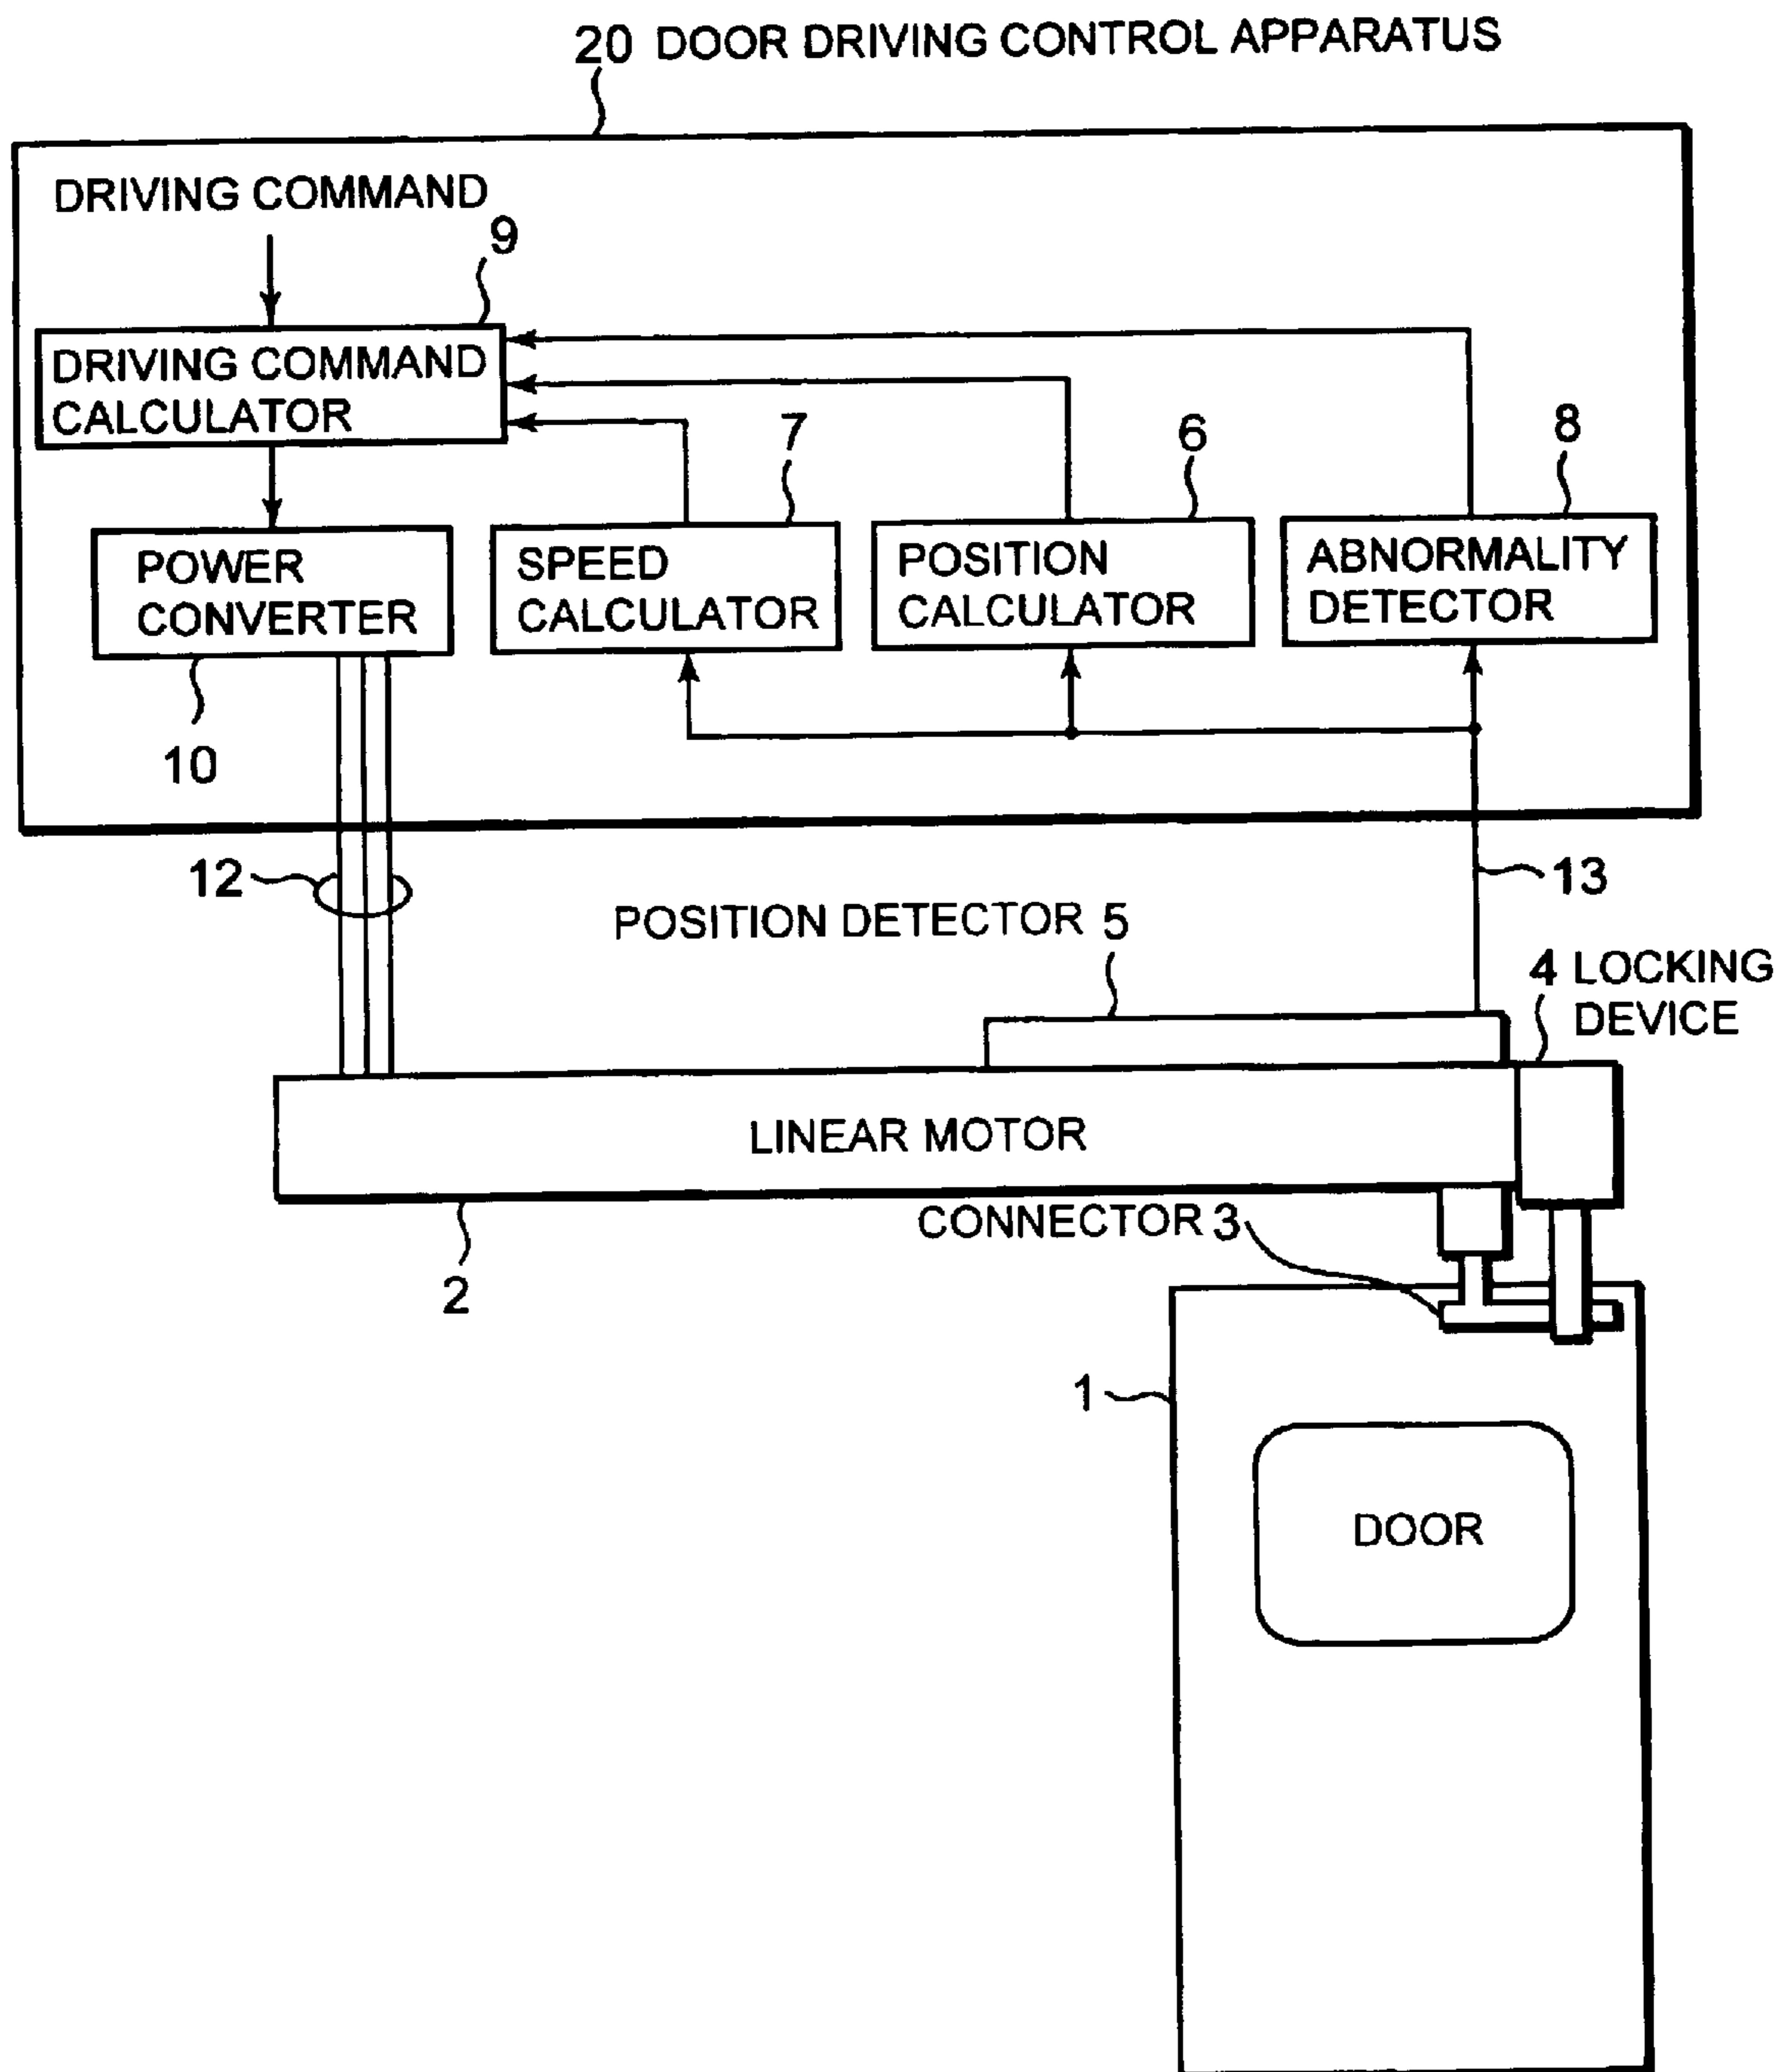 20 DOOR DRIVING CONTROL APPARATUS
DRIVING COMMAND
9
DRIVING COMMAND
CALCULATOR
7
6
8
POWER
CONVERTER
SPEED
CALCULATOR
POSITION
CALCULATOR
ABNORMALITY
DETECTOR
10
12
13
POSITION DETECTOR 5
4 LOCKING
DEVICE
LINEAR MOTOR
CONNECTOR 3
2
1
DOOR